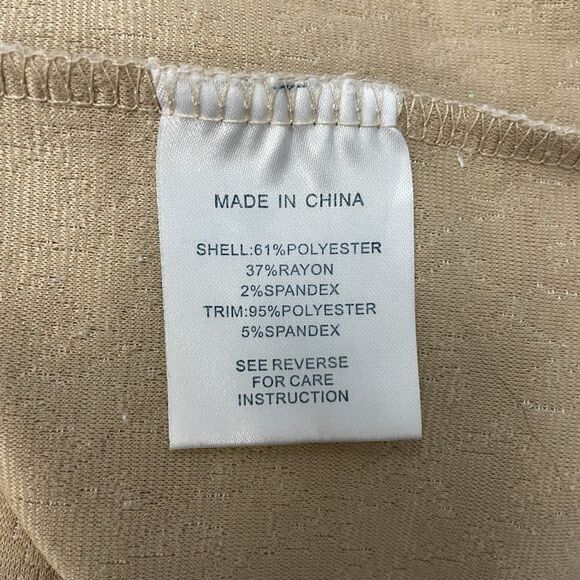 MADE IN CHINA
SHELL:61%POLYESTER
37%RAYON
2%SPANDEX
TRIM:95%POLYESTER
5%SPANDEX
SEE REVERSE
FOR CARE
INSTRUCTION